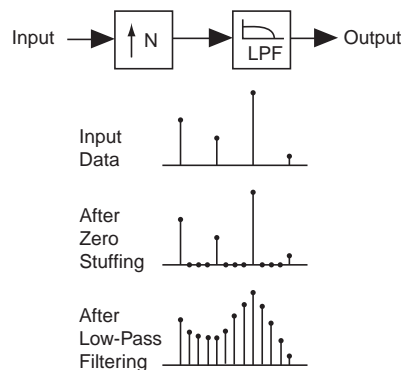 Input
↑ N
LPF
Output
Input
Data
After
Zero
Stuffing
After
Low-Pass
Filtering